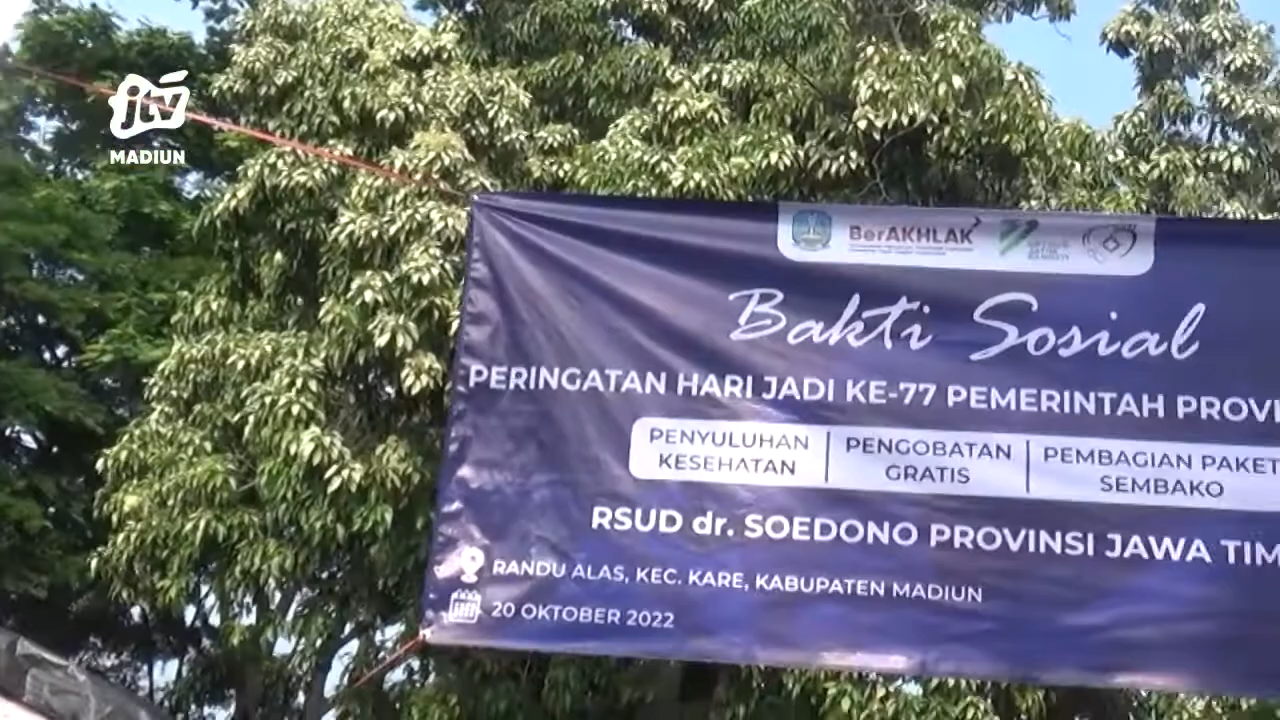 jtv
MADIUN
BerAKHLAK
Bakti Sosial
PERINGATAN HARI JADI KE-77 PEMERINTAH PROVI
PENYULUHAN KESEHATAN
PENGOBATAN GRATIS
PEMBAGIAN PAKET SEMBAKO
RSUD dr. SOEDONO PROVINSI JAWA TIM
RANDU ALAS, KEC. KARE, KABUPATEN MADIUN
20 OKTOBER 2022